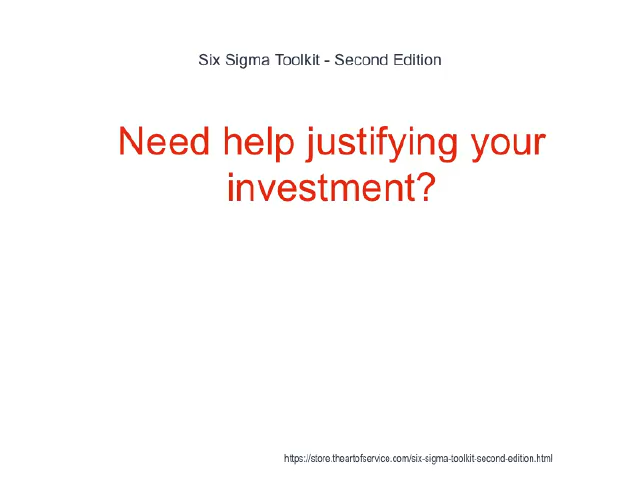 Six Sigma Toolkit - Second Edition
Need help justifying your
investment?
https://store.theartofservice.com/six-sigma-toolkit-second-edition.html